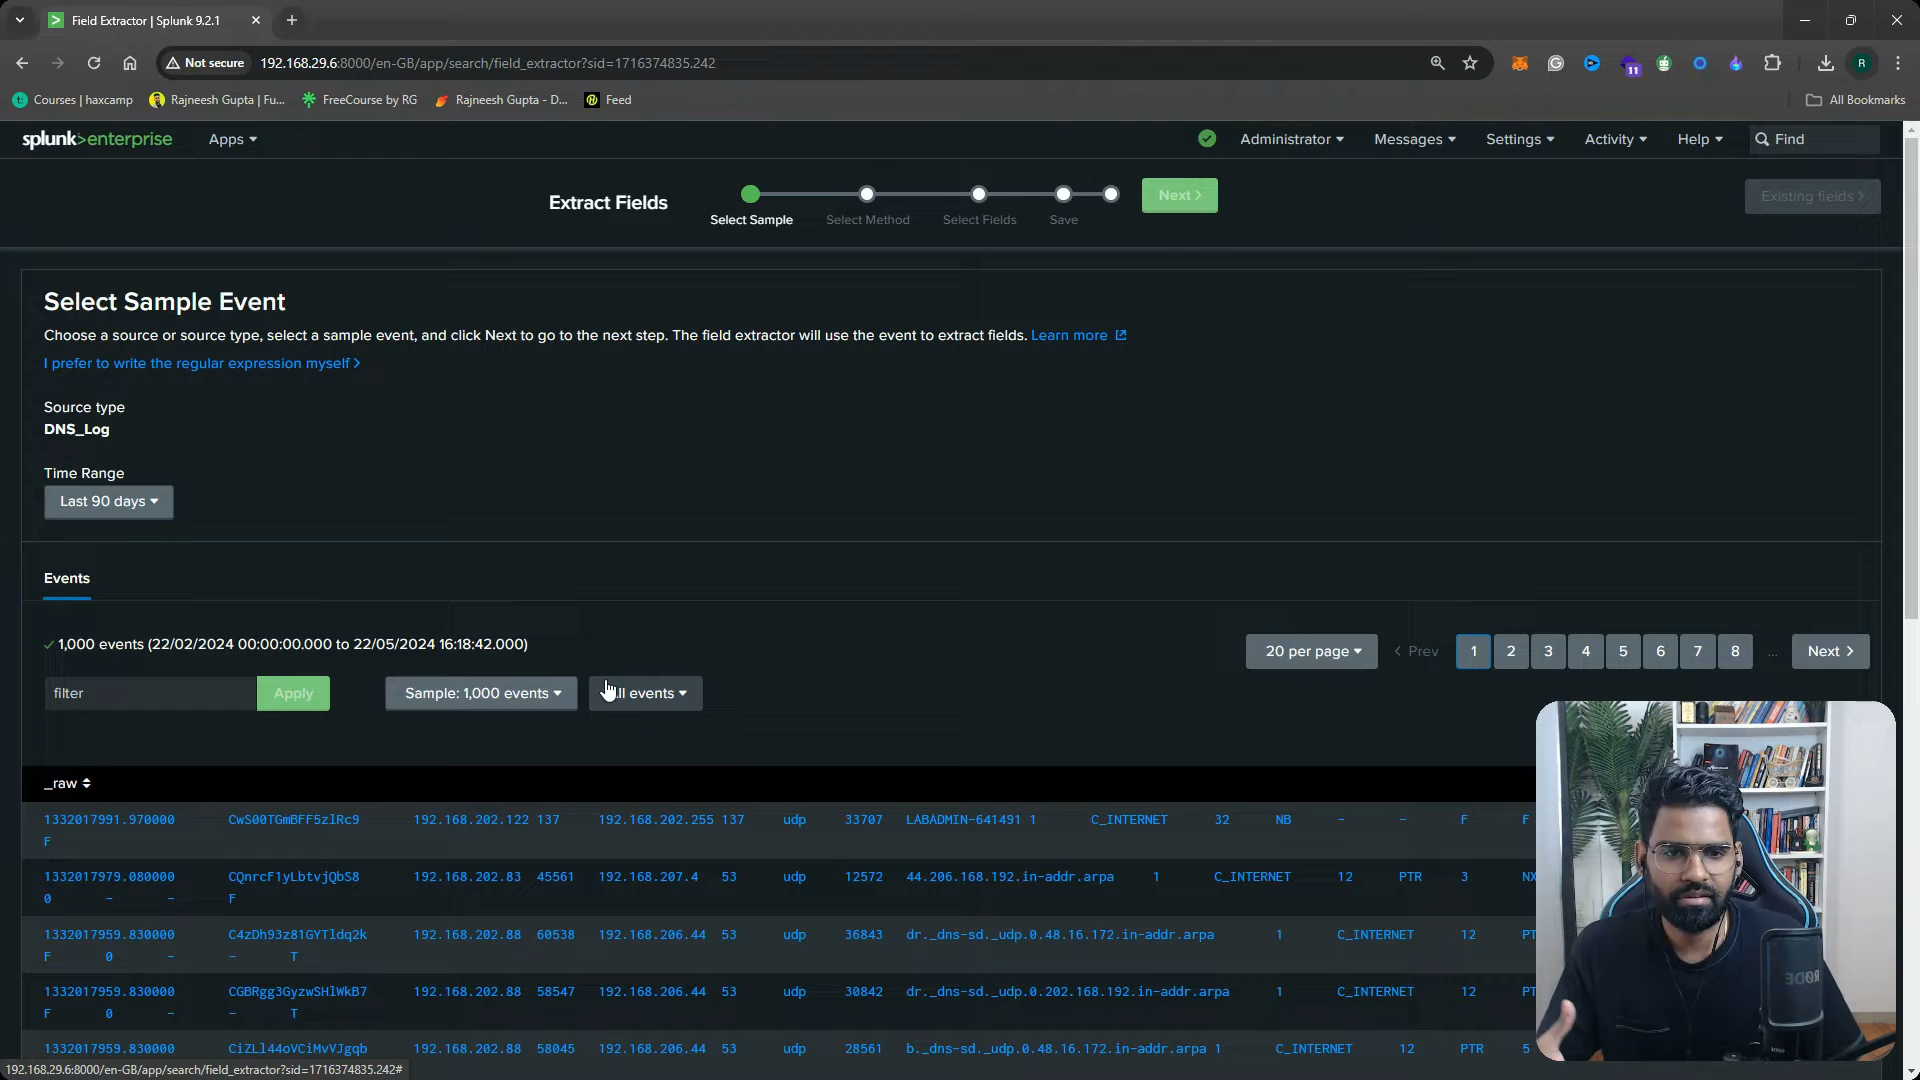 Field Extractor | Splunk 9.2.1
Not secure 192.168.29.6:8000/en-GB/app/search/field_extractor?sid=1716374835.242
11 R
Courses | haxcamp Rajneesh Gupta | Fu... FreeCourse by RG Rajneesh Gupta - D... Feed All Bookmarks
splunk>enterprise Apps Administrator Messages Settings Activity Help Find
Extract Fields Next > Existing fields >
Select Sample Select Method Select Fields Save
Select Sample Event
Choose a source or source type, select a sample event, and click Next to go to the next step. The field extractor will use the event to extract fields. Learn more
I prefer to write the regular expression myself >
Source type
DNS_Log
Time Range
Last 90 days
Events
1,000 events (22/02/2024 00:00:00.000 to 22/05/2024 16:18:42.000) 20 per page < Prev 1 2 3 4 5 6 7 8 ... Next >
filter Apply Sample: 1,000 events ll events
_raw
1332017991.970000 CwS00TGmBFF5zlRc9 192.168.202.122 137 192.168.202.255 137 udp 33707 LABADMIN-641491 1 C_INTERNET 32 NB - - F F
F
1332017979.080000 CQnrcF1yLbtvjQbS8 192.168.202.83 45561 192.168.207.4 53 udp 12572 44.206.168.192.in-addr.arpa 1 C_INTERNET 12 PTR 3 NX
0 - - F
1332017959.830000 C4zDh93z81GYTldq2k 192.168.202.88 60538 192.168.206.44 53 udp 36843 dr._dns-sd._udp.0.48.16.172.in-addr.arpa 1 C_INTERNET 12 PT
F 0 - - T
1332017959.830000 CGBRgg3GyzwSHlWkB7 192.168.202.88 58547 192.168.206.44 53 udp 30842 dr._dns-sd._udp.0.202.168.192.in-addr.arpa 1 C_INTERNET 12 PT
F 0 - - T
1332017959.830000 CiZLl44oVCiMvVJgqb 192.168.202.88 58045 192.168.206.44 53 udp 28561 b._dns-sd._udp.0.48.16.172.in-addr.arpa 1 C_INTERNET 12 PTR 5
192.168.29.6:8000/en-GB/app/search/field_extractor?sid=1716374835.242#
RØDE